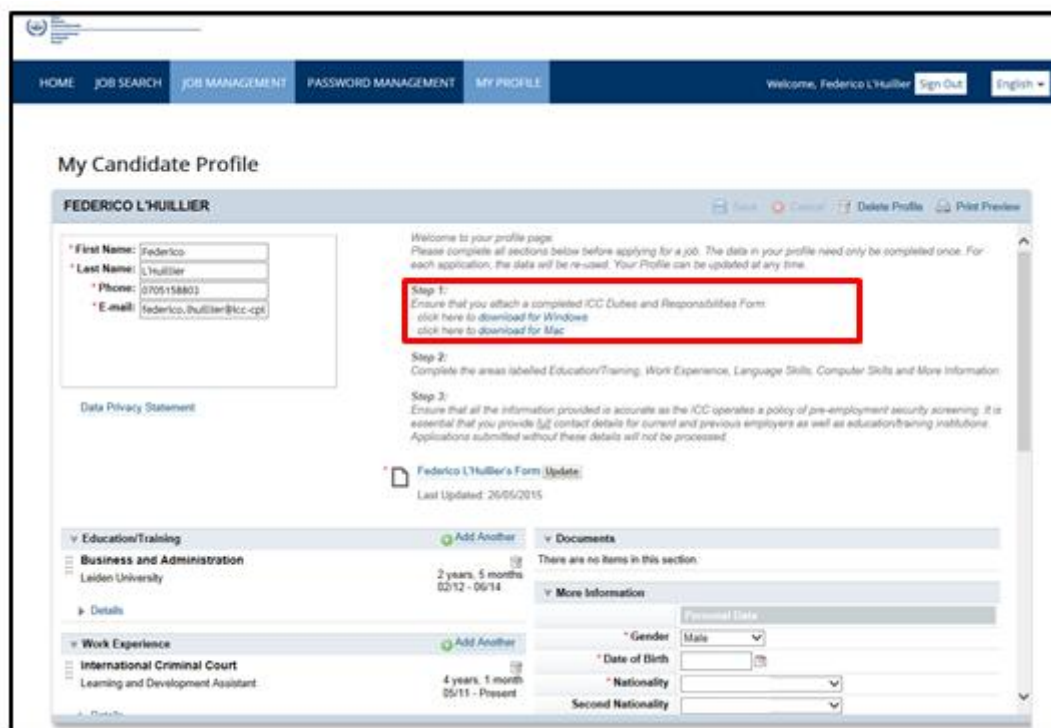 HOME JOB SEARCH JOB MANAGEMENT PASSWORD MANAGEMENT MY PROFILE Welcome, Federico L'Huillier Sign Out English
My Candidate Profile
FEDERICO L'HUILLIER Save Cancel Delete Profile Print Preview
*First Name: Federico
*Last Name: L'Huillier
*Phone: 0705158803
*E-mail: federico.lhuillier@icc-cpi
Data Privacy Statement
Welcome to your profile page.
Please complete all sections below before applying for a job. The data in your profile need only be completed once. For
each application, the data will be re-used. Your Profile can be updated at any time.
Step 1:
Ensure that you attach a completed ICC Duties and Responsibilities Form
click here to download for Windows
click here to download for Mac
Step 2:
Complete the areas labelled Education/Training, Work Experience, Language Skills, Computer Skills and More Information
Step 3:
Ensure that all the information provided is accurate as the ICC operates a policy of pre-employment security screening. It is
essential that you provide full contact details for current and previous employers as well as education/training institutions.
Applications submitted without these details will not be processed.
* Federico L'Huillier's Form Update
Last Updated: 26/05/2015
Education/Training Add Another
Business and Administration
Leiden University
2 years, 5 months
02/12 - 06/14
Details
Work Experience Add Another
International Criminal Court
Learning and Development Assistant
4 years, 1 month
05/11 - Present
Details
Documents
There are no items in this section.
More Information
Personal Data
*Gender Male
*Date of Birth
*Nationality
Second Nationality